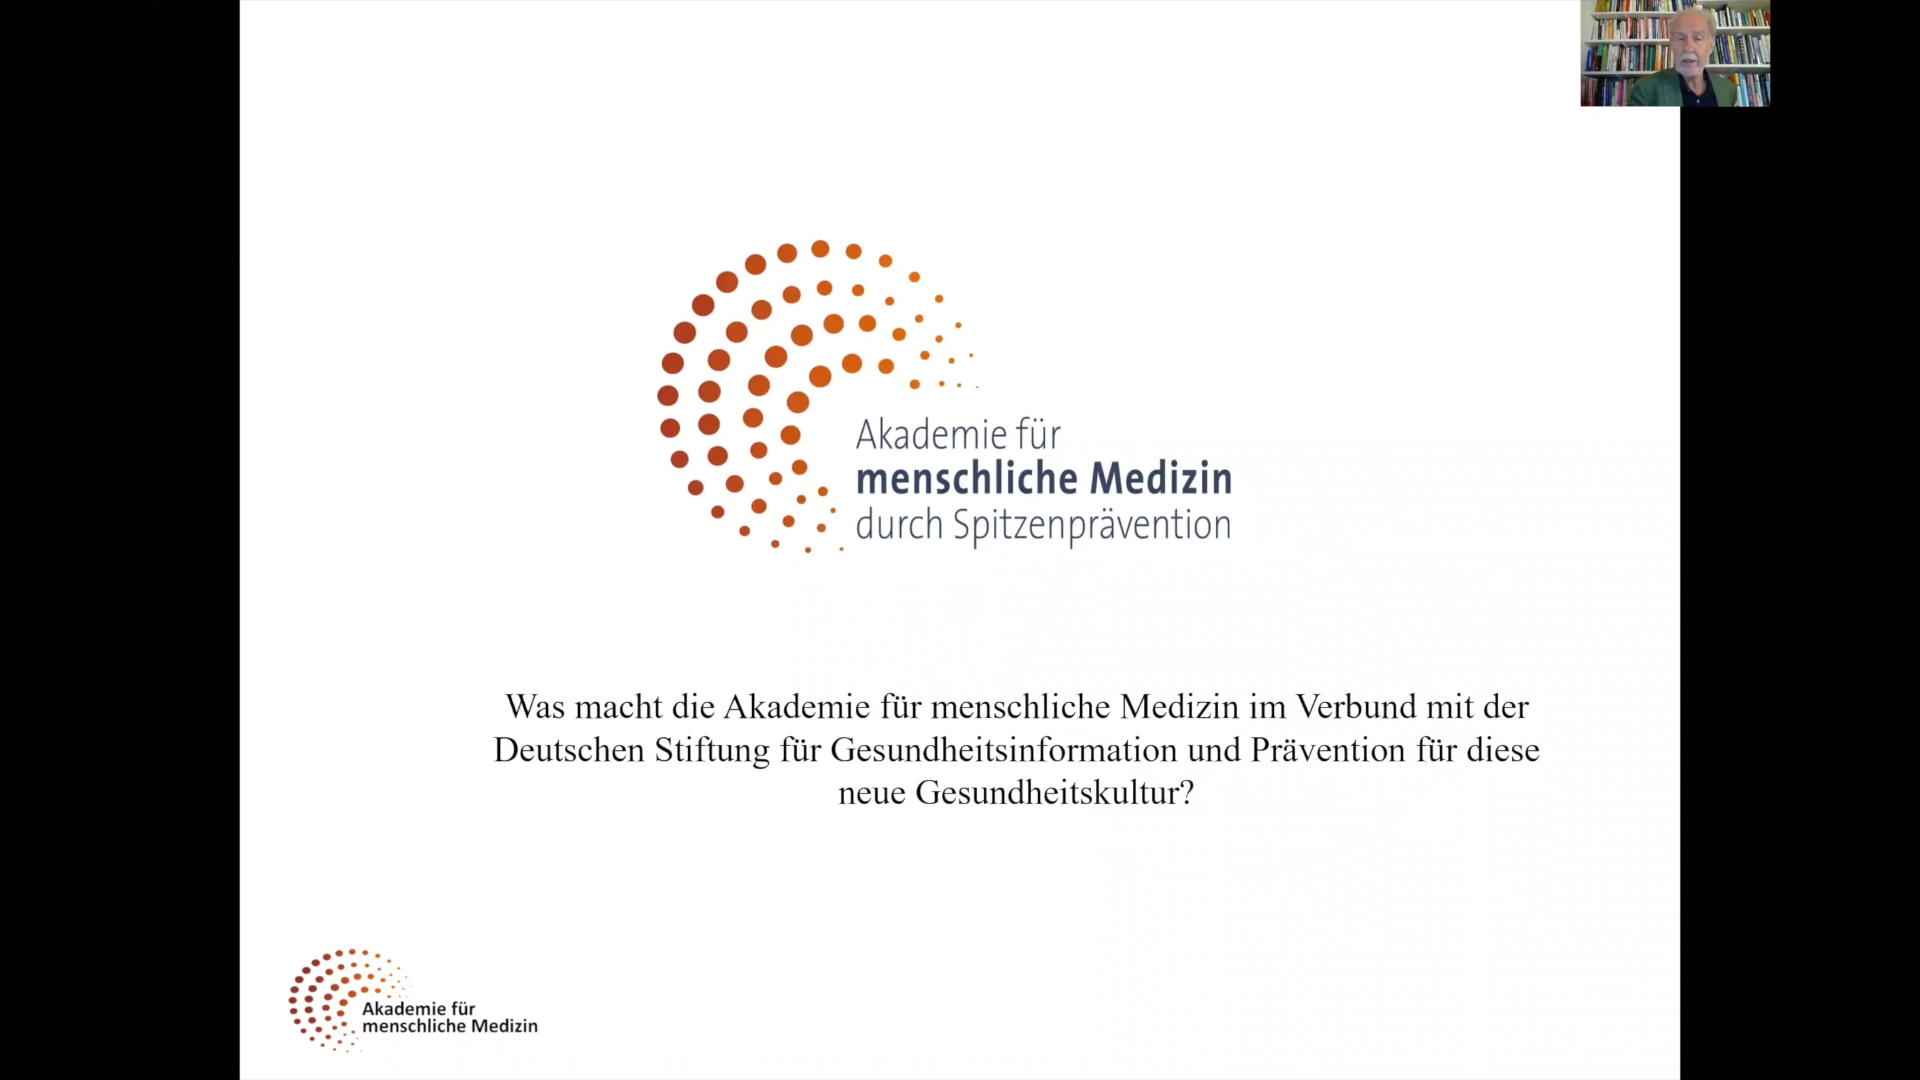 Akademie für
menschliche Medizin
durch Spitzenprävention
Was macht die Akademie für menschliche Medizin im Verbund mit der
Deutschen Stiftung für Gesundheitsinformation und Prävention für diese
neue Gesundheitskultur?
Akademie für
menschliche Medizin